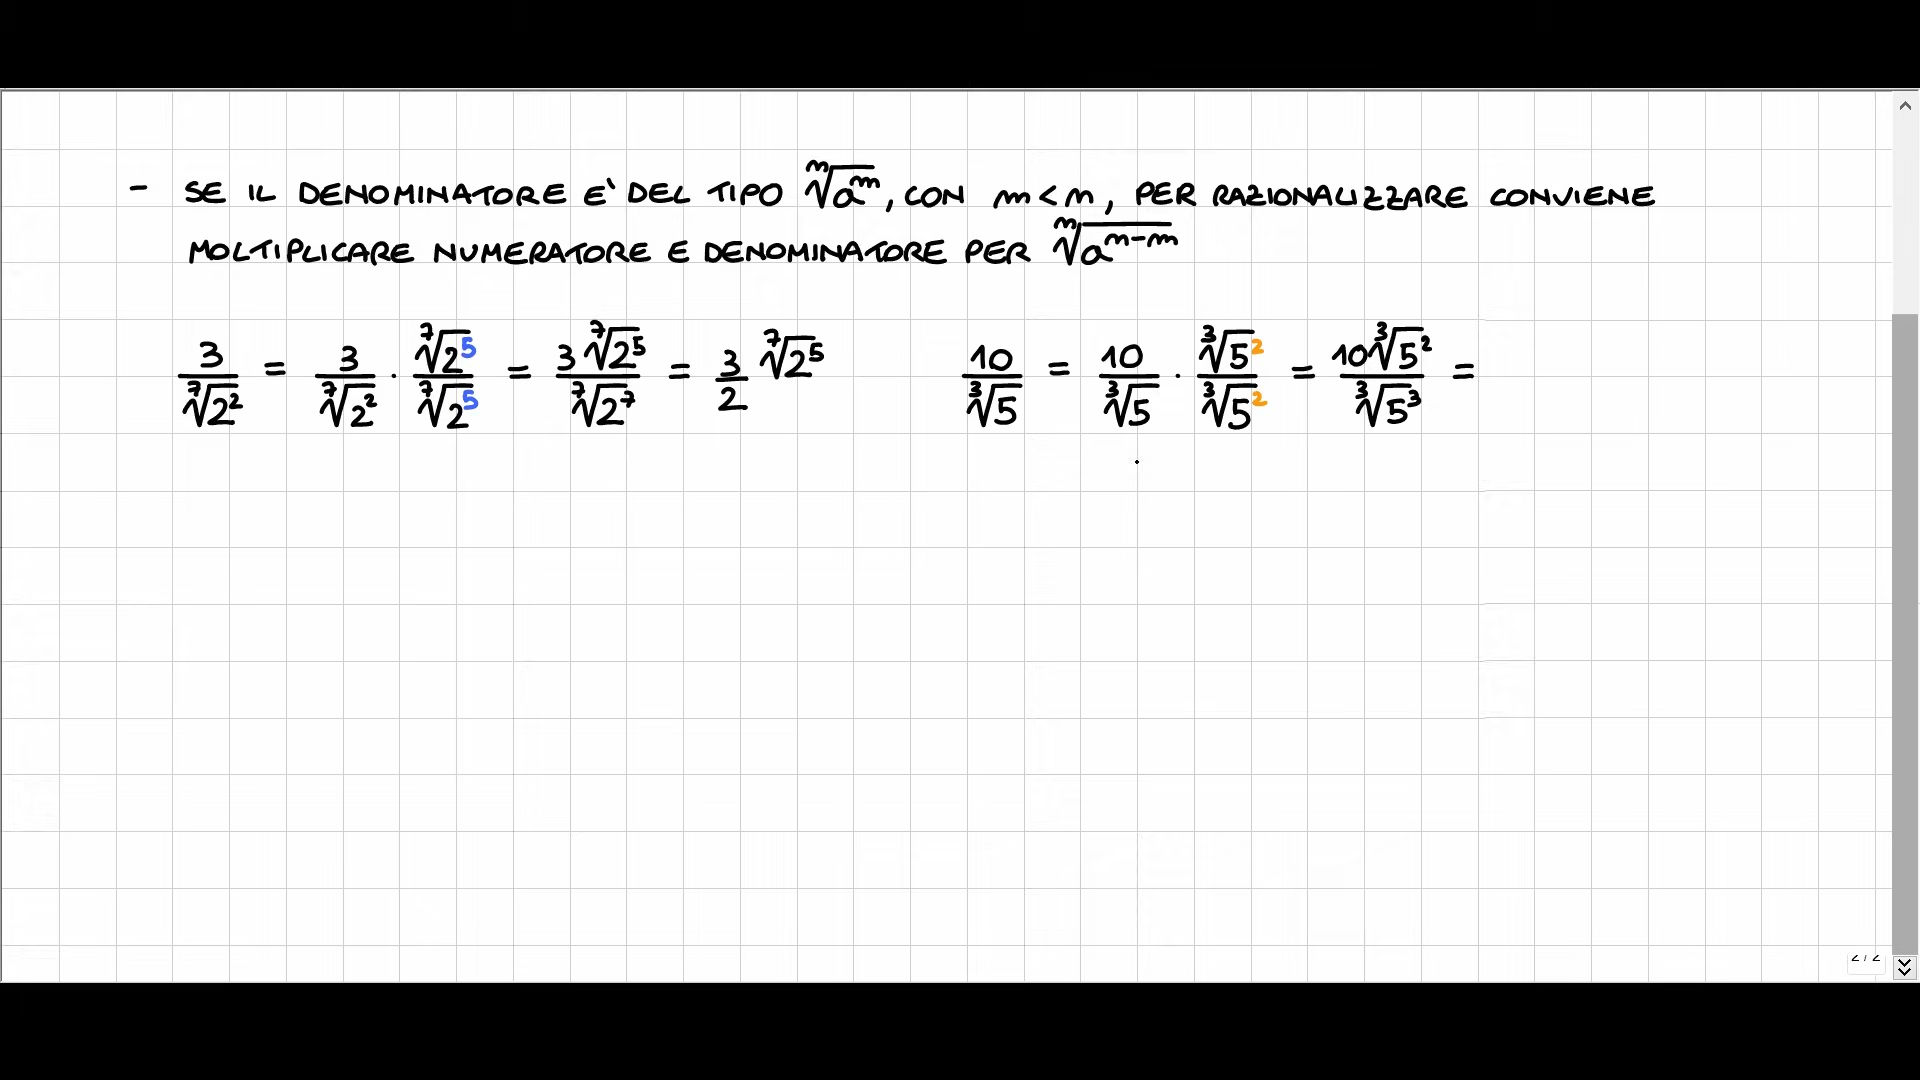 - SE IL DENOMINATORE E' DEL TIPO ⁿ√aᵐ, CON m < n, PER RAZIONALIZZARE CONVIENE
MOLTIPLICARE NUMERATORE E DENOMINATORE PER ⁿ√aⁿ⁻ᵐ
3/⁷√2² = 3/⁷√2² · ⁷√2⁵/⁷√2⁵ = 3⁷√2⁵/⁷√2⁷ = 3/2 ⁷√2⁵
10/³√5 = 10/³√5 · ³√5²/³√5² = 10³√5²/³√5³ =
2 / 2